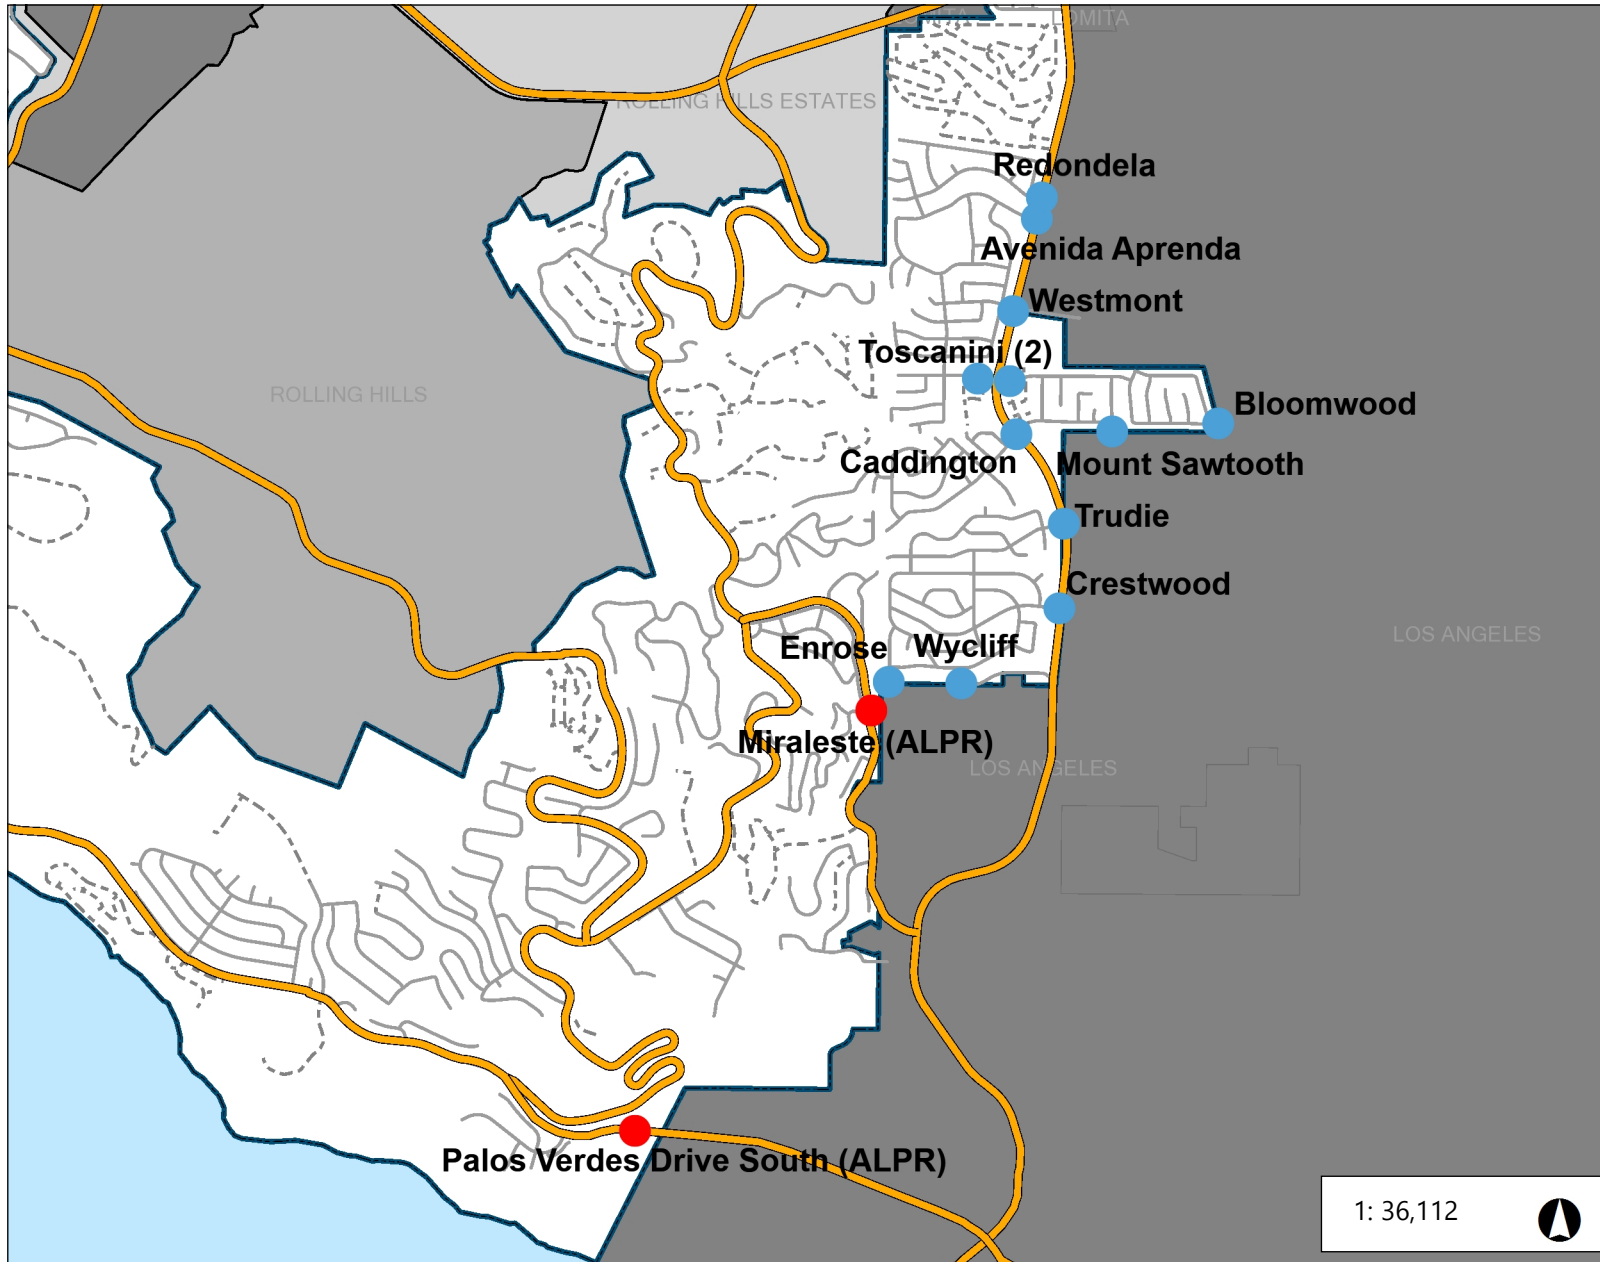 LOMITA
LOMITA
ROLLING HILLS ESTATES
Redondela
Avenida Aprenda
Westmont
Toscanini (2)
ROLLING HILLS
Bloomwood
Caddington
Mount Sawtooth
Trudie
Crestwood
LOS ANGELES
Enrose
Wycliff
Miraleste (ALPR)
LOS ANGELES
Palos Verdes Drive South (ALPR)
1: 36,112